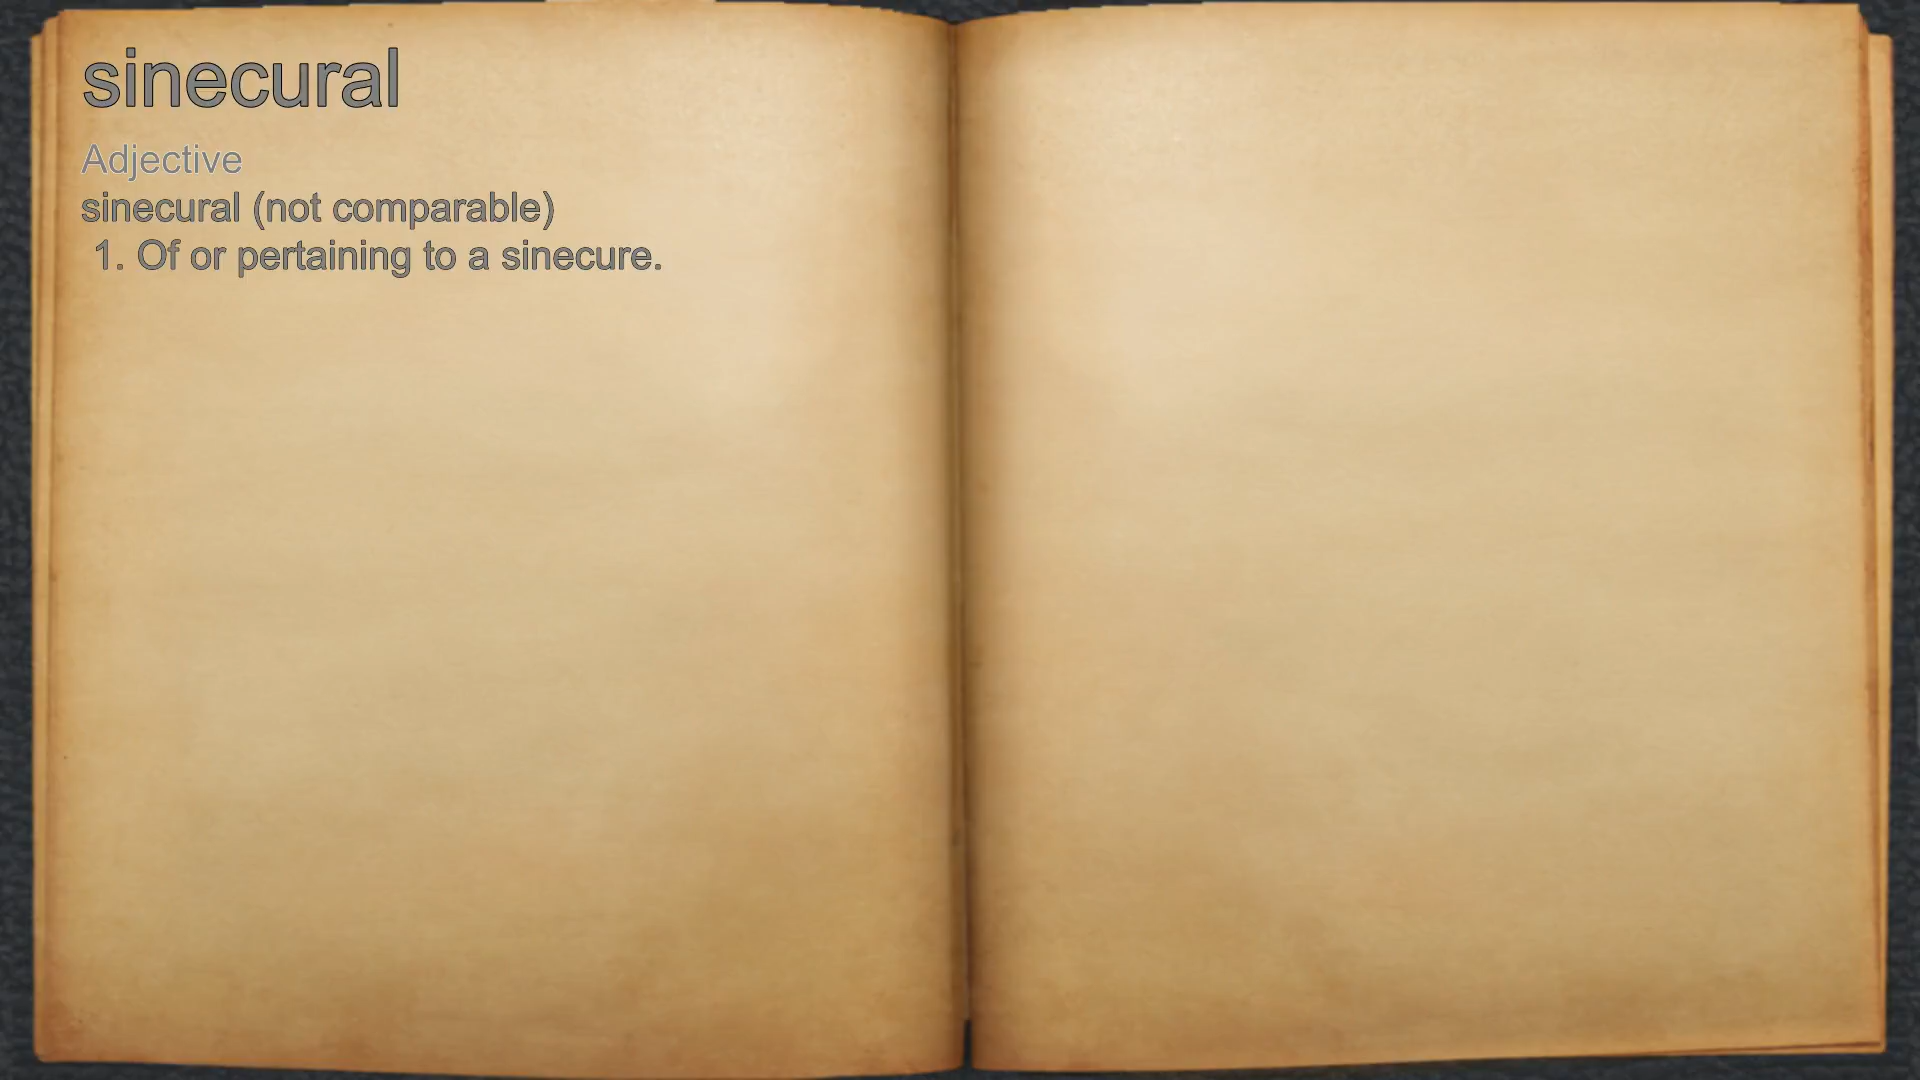 sinecural
Adjective
sinecural (not comparable)
1. Of or pertaining to a sinecure.